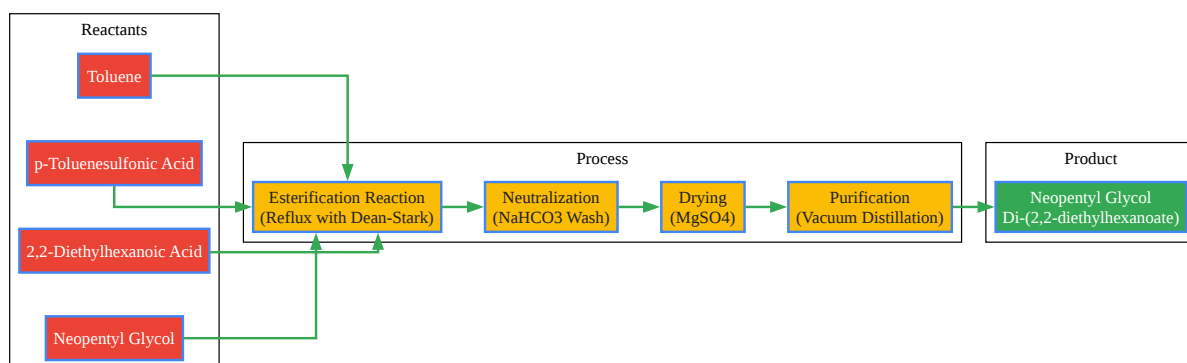 Reactants
Toluene
p-Toluenesulfonic Acid
2,2-Diethylhexanoic Acid
Neopentyl Glycol
Process
Esterification Reaction
(Reflux with Dean-Stark)
Neutralization
(NaHCO3 Wash)
Drying
(MgSO4)
Purification
(Vacuum Distillation)
Product
Neopentyl Glycol
Di-(2,2-diethylhexanoate)